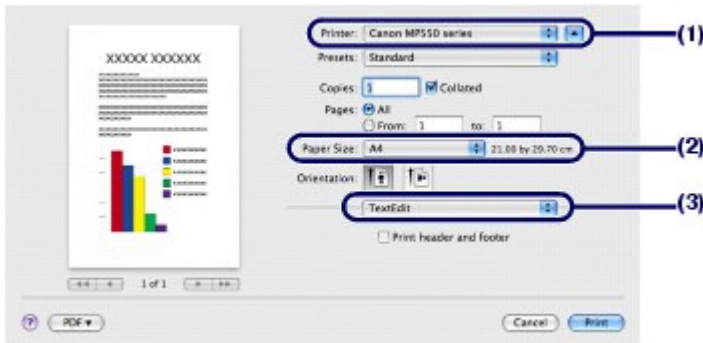 Printer: Canon MP550 series
(1)
XXXXX XXXXXX
Presets: Standard
Copies: 1 Collated
Pages: All
From: 1 to: 1
Paper Size: A4 21.00 by 29.70 cm
(2)
Orientation:
TextEdit
(3)
Print header and footer
1 of 1
? PDF ▾ Cancel Print